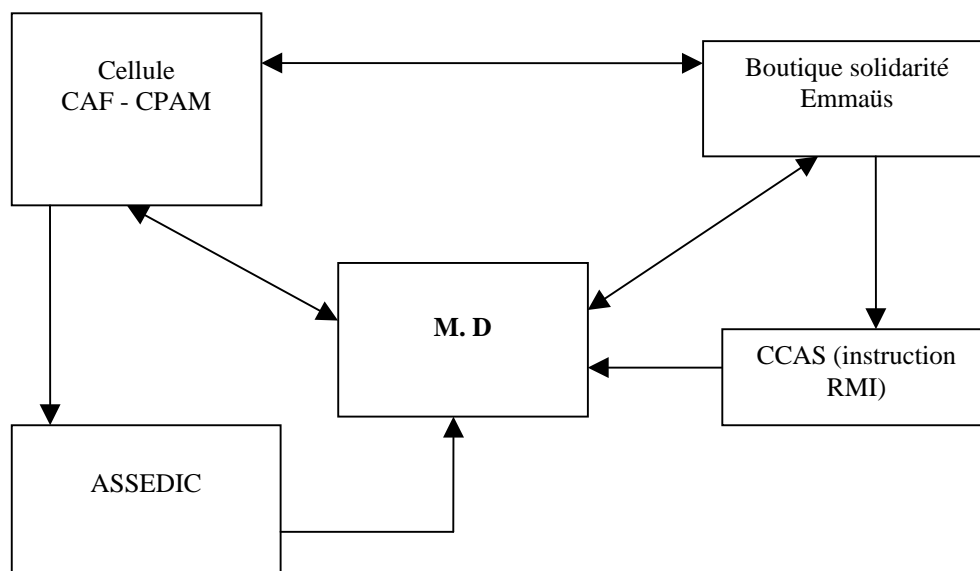 Cellule
CAF - CPAM
Boutique solidarité
Emmaüs
M. D
CCAS (instruction
RMI)
ASSEDIC